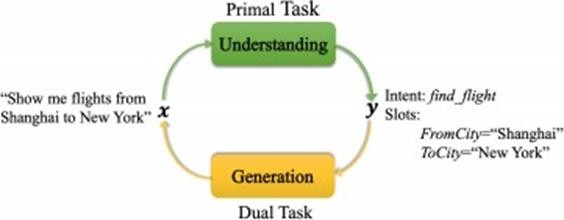 Primal Task
Understanding
“Show me flights from
Shanghai to New York” x
y Intent: find_flight
Slots:
FromCity=“Shanghai”
ToCity=“New York”
Generation
Dual Task